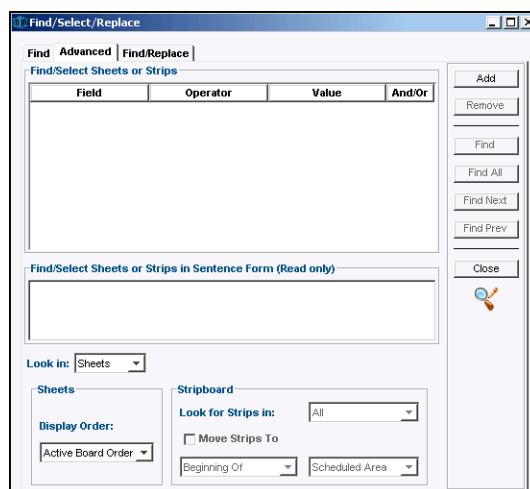 Find/Select/Replace
Find Advanced Find/Replace
Find/Select Sheets or Strips
Field Operator Value And/Or
Add
Remove
Find
Find All
Find Next
Find Prev
Close
Find/Select Sheets or Strips in Sentence Form (Read only)
Look in: Sheets
Sheets
Display Order:
Active Board Order
Stripboard
Look for Strips in: All
Move Strips To
Beginning Of Scheduled Area